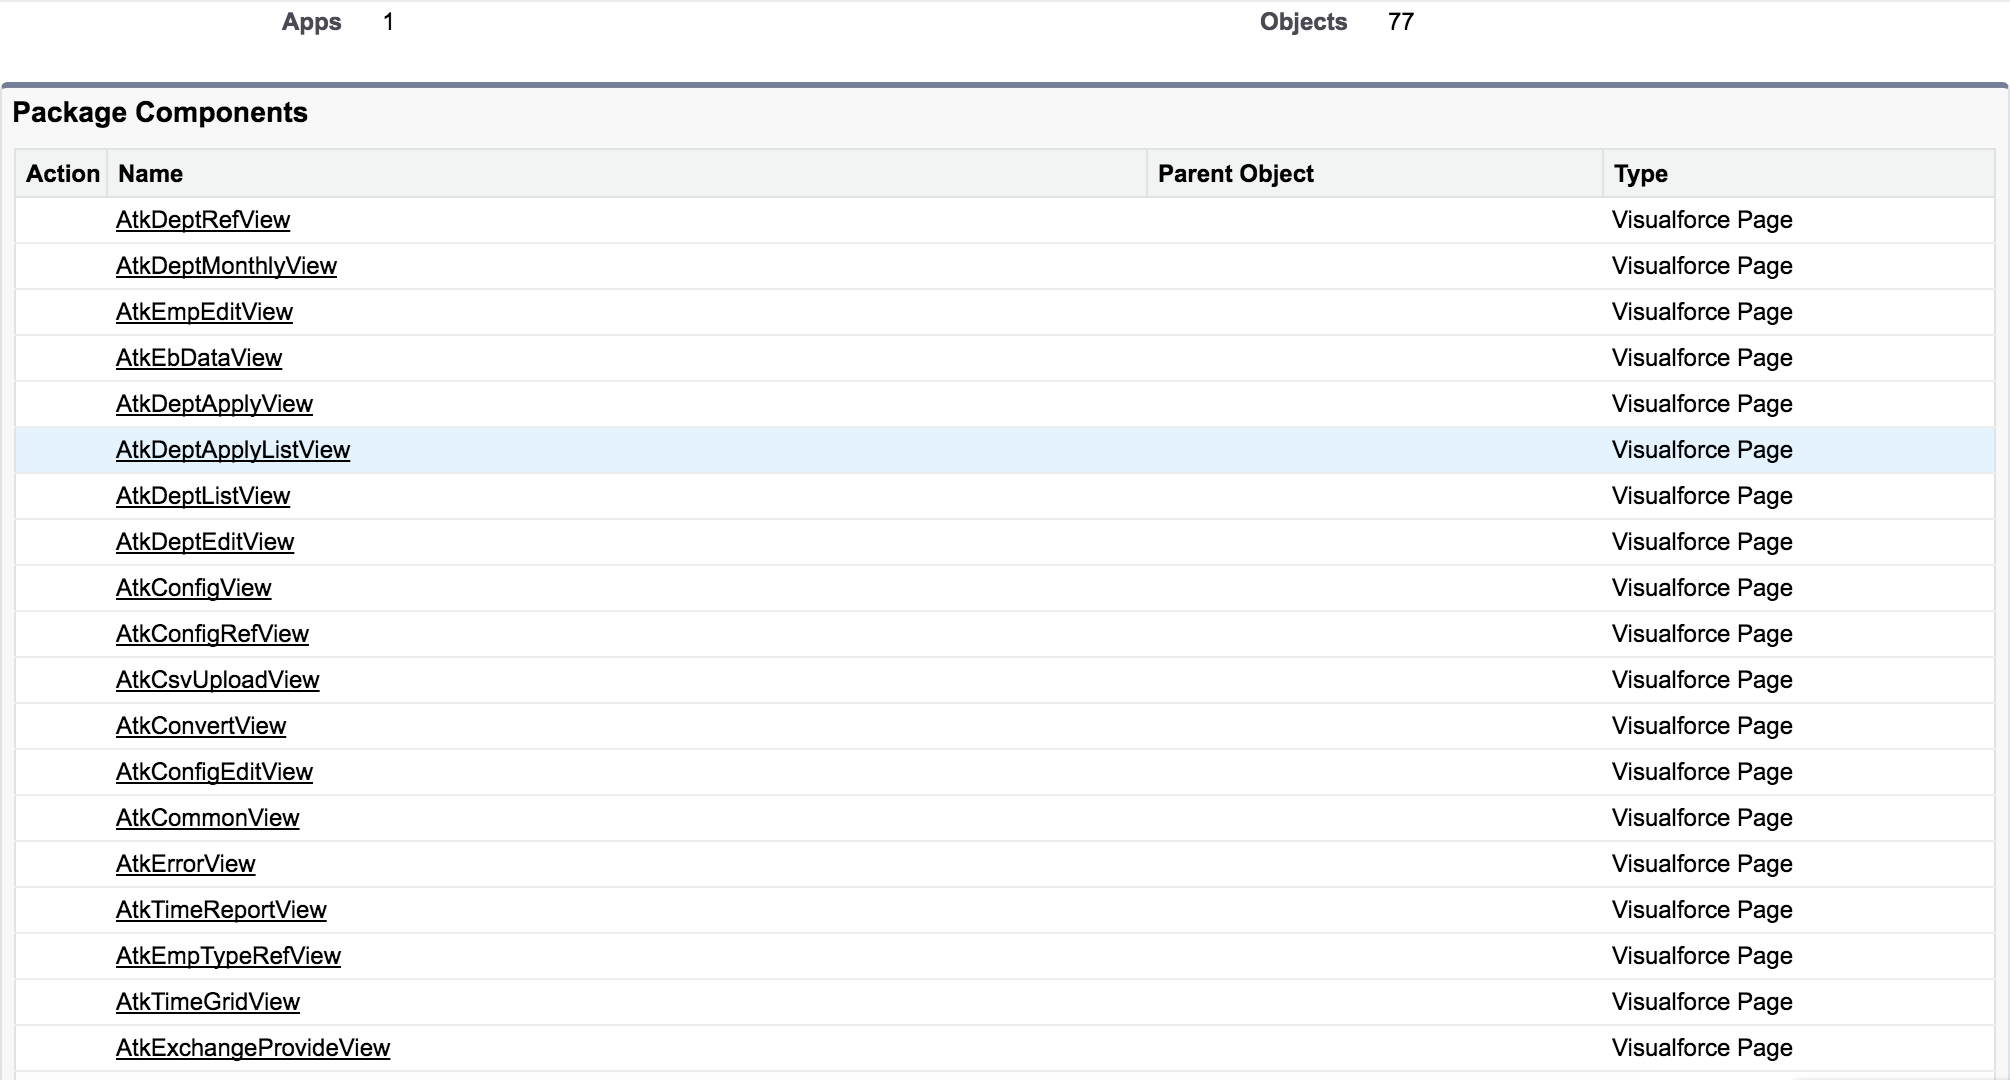 Apps 1 Objects 77
Package Components
Action Name Parent Object Type
AtkDeptRefView Visualforce Page
AtkDeptMonthlyView Visualforce Page
AtkEmpEditView Visualforce Page
AtkEbDataView Visualforce Page
AtkDeptApplyView Visualforce Page
AtkDeptApplyListView Visualforce Page
AtkDeptListView Visualforce Page
AtkDeptEditView Visualforce Page
AtkConfigView Visualforce Page
AtkConfigRefView Visualforce Page
AtkCsvUploadView Visualforce Page
AtkConvertView Visualforce Page
AtkConfigEditView Visualforce Page
AtkCommonView Visualforce Page
AtkErrorView Visualforce Page
AtkTimeReportView Visualforce Page
AtkEmpTypeRefView Visualforce Page
AtkTimeGridView Visualforce Page
AtkExchangeProvideView Visualforce Page